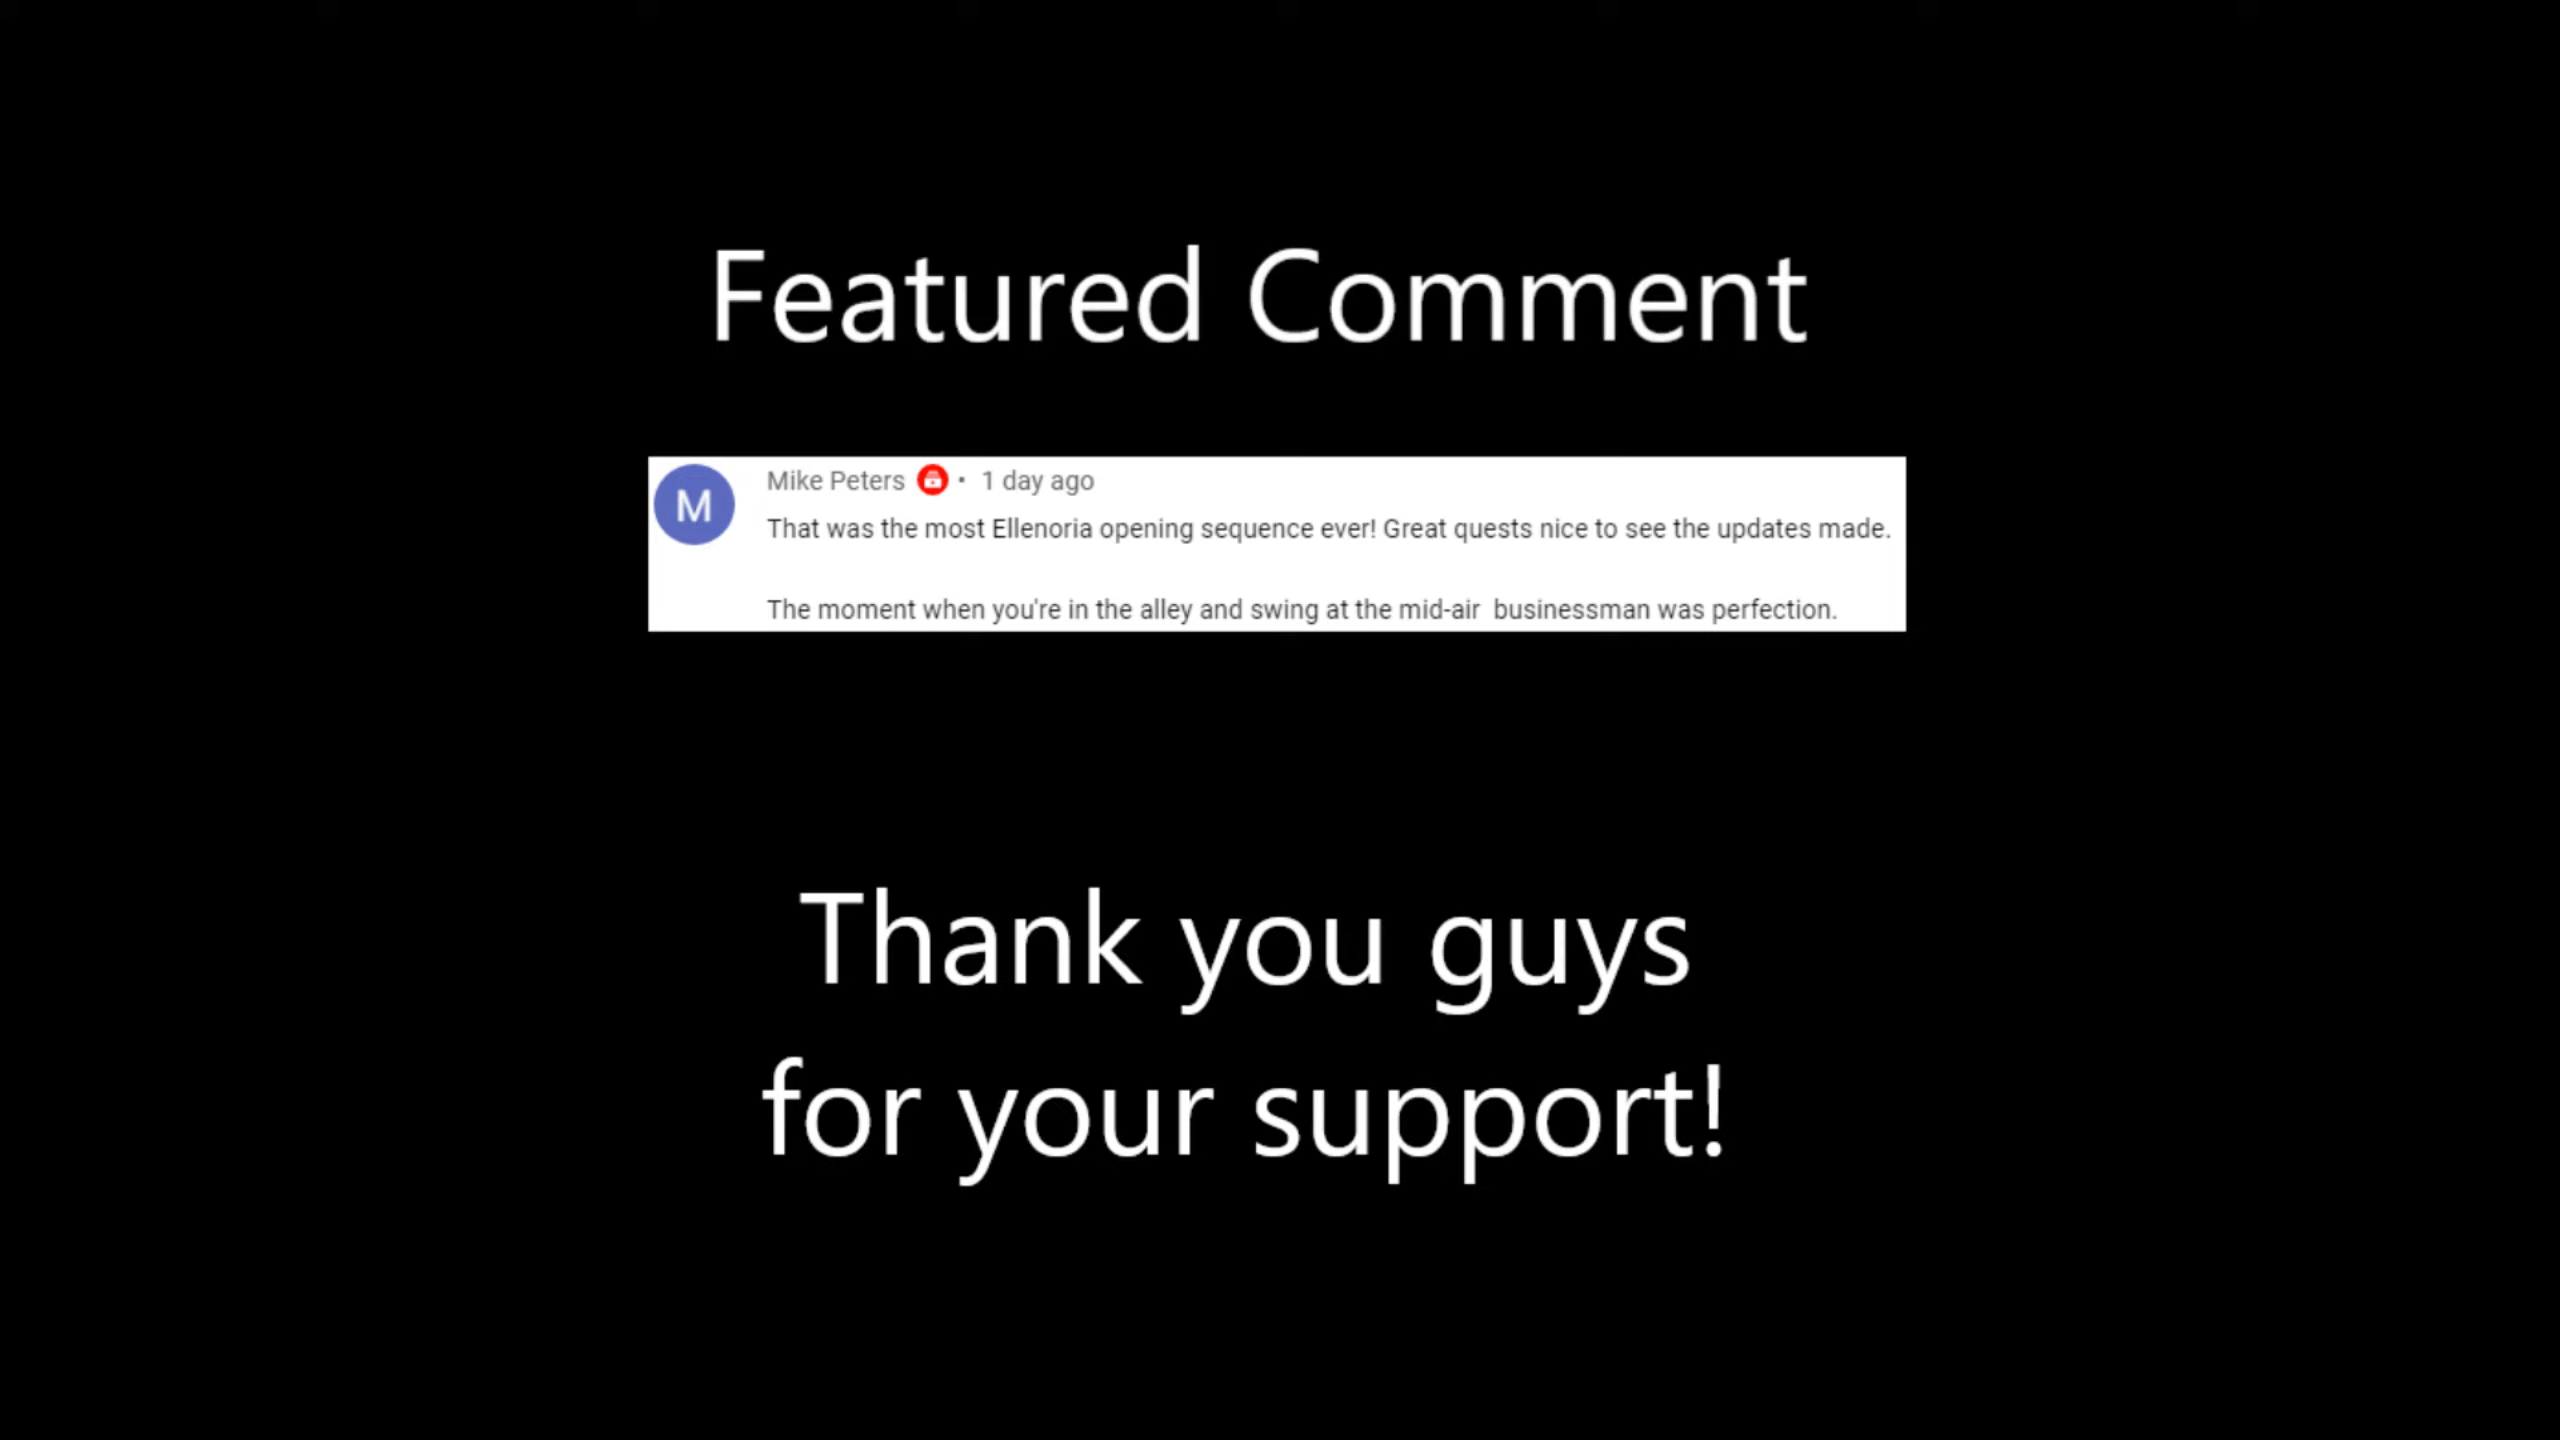 Featured Comment
M
Mike Peters • 1 day ago
That was the most Ellenoria opening sequence ever! Great quests nice to see the updates made.
The moment when you're in the alley and swing at the mid-air  businessman was perfection.
Thank you guys
for your support!